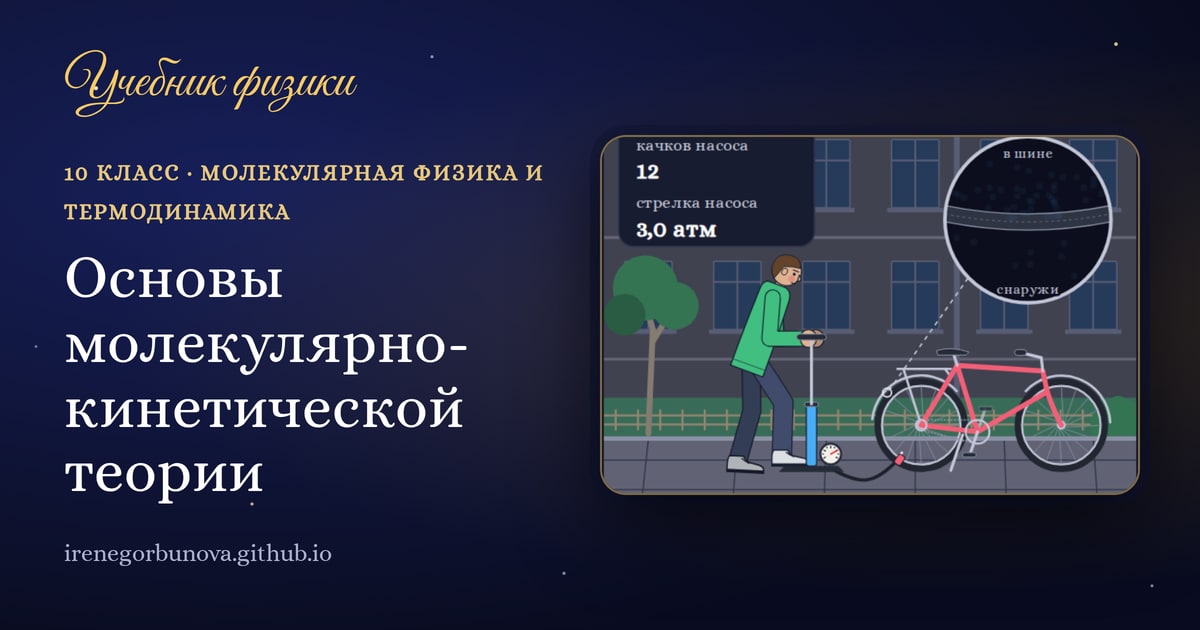 Учебник физики
10 КЛАСС · МОЛЕКУЛЯРНАЯ ФИЗИКА И
ТЕРМОДИНАМИКА
Основы
молекулярно-
кинетической
теории
irenegorbunova.github.io
качков насоса
12
стрелка насоса
3,0 атм
в шине
снаружи